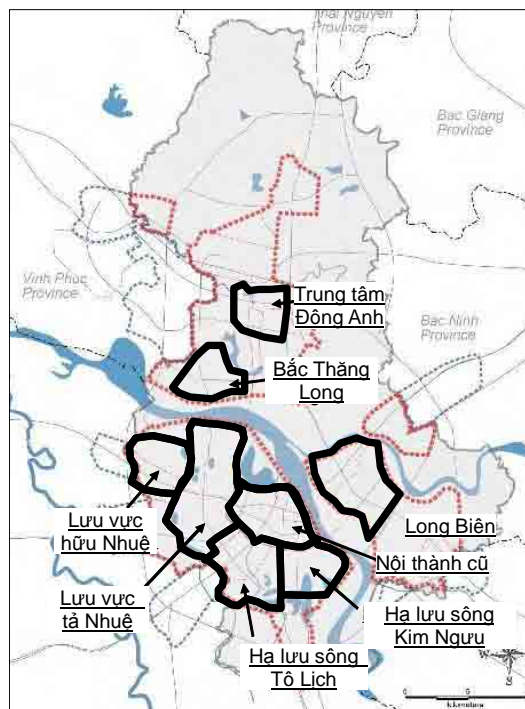 Thai Nguyen
Province
Bac Giang
Province
Vinh Phuc
Province
Bac Ninh
Province
Trung tâm
Đông Anh
Bắc Thăng
Long
Lưu vực
hữu Nhuệ
Long Biên
Nội thành cũ
Lưu vực
tả Nhuệ
Hạ lưu sông
Kim Ngưu
Hạ lưu sông
Tô Lịch
kilometers